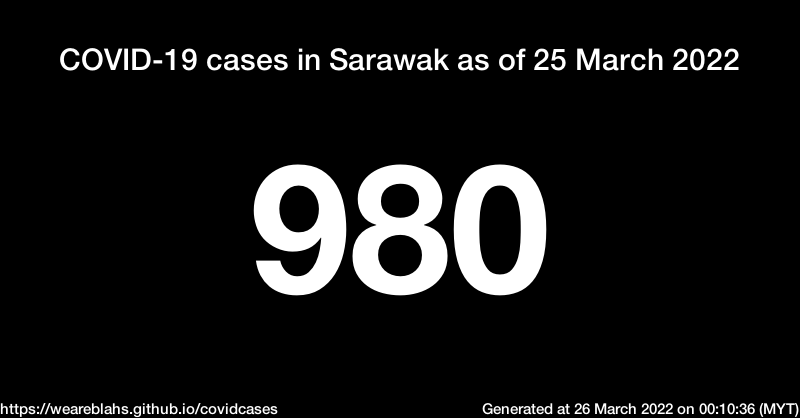 COVID-19 cases in Sarawak as of 25 March 2022
980
https://weareblahs.github.io/covidcases
Generated at 26 March 2022 on 00:10:36 (MYT)